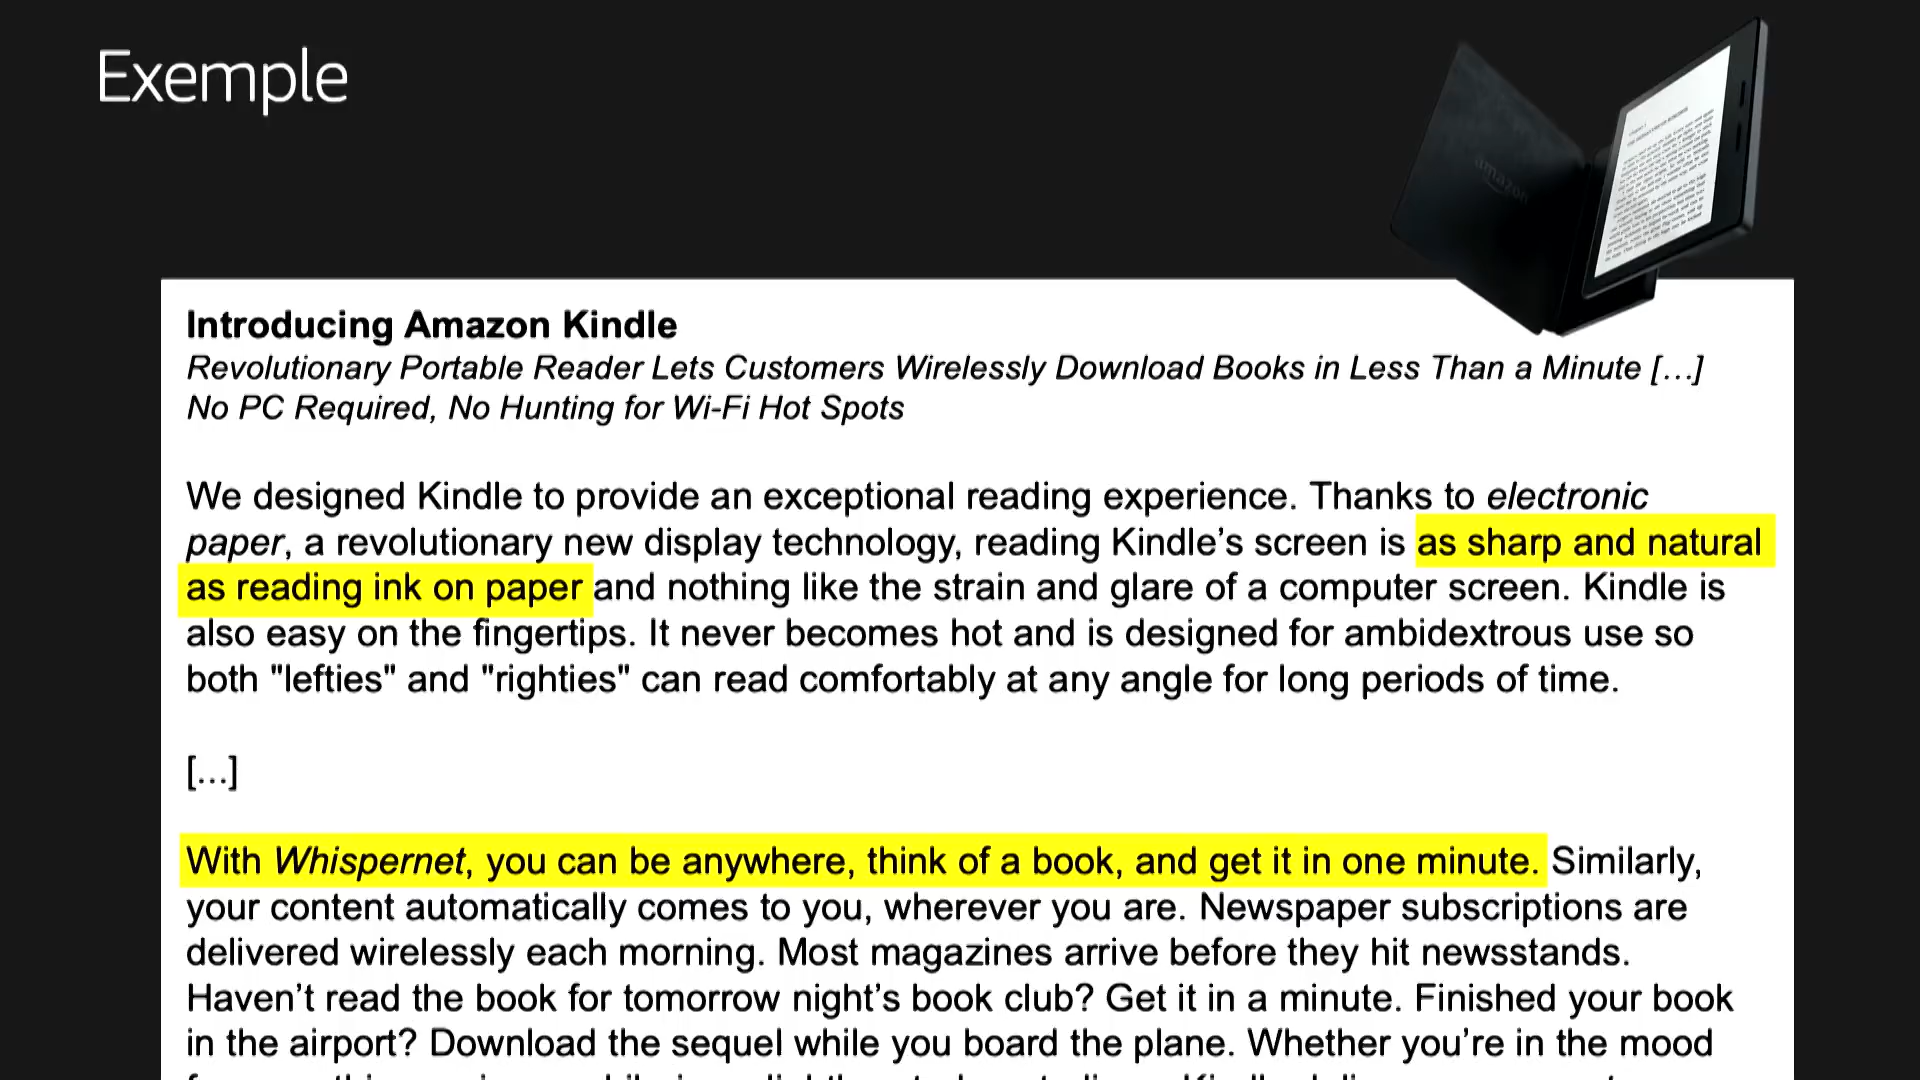 Exemple
amazon
Introducing Amazon Kindle
Revolutionary Portable Reader Lets Customers Wirelessly Download Books in Less Than a Minute […]
No PC Required, No Hunting for Wi-Fi Hot Spots
We designed Kindle to provide an exceptional reading experience. Thanks to electronic
paper, a revolutionary new display technology, reading Kindle’s screen is as sharp and natural
as reading ink on paper and nothing like the strain and glare of a computer screen. Kindle is
also easy on the fingertips. It never becomes hot and is designed for ambidextrous use so
both "lefties" and "righties" can read comfortably at any angle for long periods of time.
[…]
With Whispernet, you can be anywhere, think of a book, and get it in one minute. Similarly,
your content automatically comes to you, wherever you are. Newspaper subscriptions are
delivered wirelessly each morning. Most magazines arrive before they hit newsstands.
Haven’t read the book for tomorrow night’s book club? Get it in a minute. Finished your book
in the airport? Download the sequel while you board the plane. Whether you’re in the mood